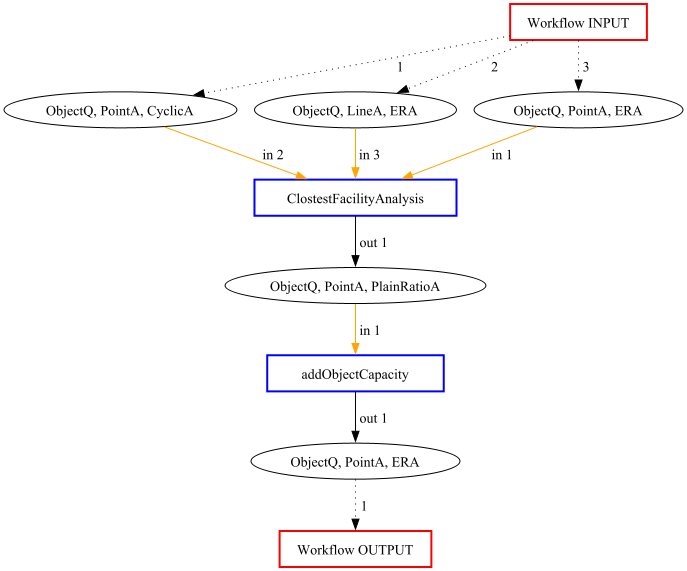 Workflow INPUT
1
2
3
ObjectQ, PointA, CyclicA
ObjectQ, LineA, ERA
ObjectQ, PointA, ERA
in 2
in 3
in 1
ClostestFacilityAnalysis
out 1
ObjectQ, PointA, PlainRatioA
in 1
addObjectCapacity
out 1
ObjectQ, PointA, ERA
1
Workflow OUTPUT